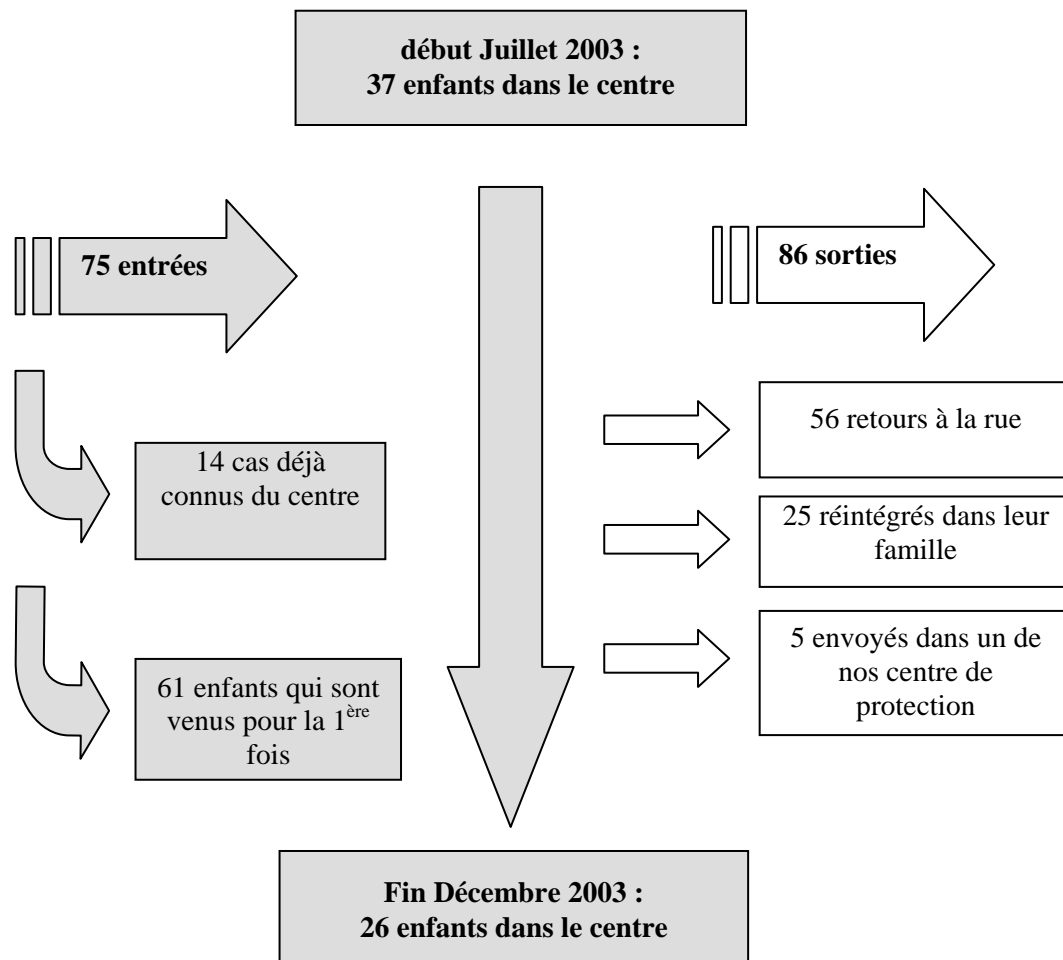 début Juillet 2003 :
37 enfants dans le centre
75 entrées
86 sorties
14 cas déjà
connus du centre
61 enfants qui sont
venus pour la 1ère
fois
56 retours à la rue
25 réintégrés dans leur
famille
5 envoyés dans un de
nos centre de
protection
Fin Décembre 2003 :
26 enfants dans le centre